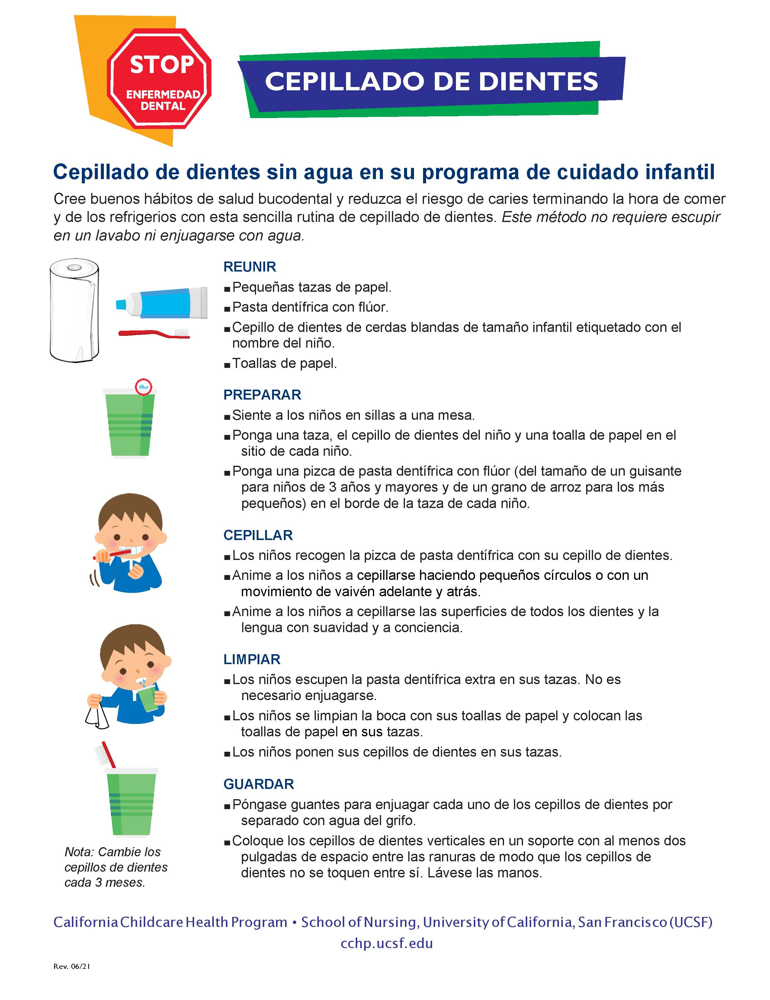 STOP
ENFERMEDAD
DENTAL
CEPILLADO DE DIENTES
Cepillado de dientes sin agua en su programa de cuidado infantil
Cree buenos hábitos de salud bucodental y reduzca el riesgo de caries terminando la hora de comer
y de los refrigerios con esta sencilla rutina de cepillado de dientes. Este método no requiere escupir
en un lavabo ni enjuagarse con agua.
REUNIR
■Pequeñas tazas de papel.
■Pasta dentífrica con flúor.
■Cepillo de dientes de cerdas blandas de tamaño infantil etiquetado con el
nombre del niño.
■Toallas de papel.
PREPARAR
■Siente a los niños en sillas a una mesa.
■Ponga una taza, el cepillo de dientes del niño y una toalla de papel en el
sitio de cada niño.
■Ponga una pizca de pasta dentífrica con flúor (del tamaño de un guisante
para niños de 3 años y mayores y de un grano de arroz para los más
pequeños) en el borde de la taza de cada niño.
CEPILLAR
■Los niños recogen la pizca de pasta dentífrica con su cepillo de dientes.
■Anime a los niños a cepillarse haciendo pequeños círculos o con un
movimiento de vaivén adelante y atrás.
■Anime a los niños a cepillarse las superficies de todos los dientes y la
lengua con suavidad y a conciencia.
LIMPIAR
■Los niños escupen la pasta dentífrica extra en sus tazas. No es
necesario enjuagarse.
■Los niños se limpian la boca con sus toallas de papel y colocan las
toallas de papel en sus tazas.
■Los niños ponen sus cepillos de dientes en sus tazas.
GUARDAR
■Póngase guantes para enjuagar cada uno de los cepillos de dientes por
separado con agua del grifo.
■Coloque los cepillos de dientes verticales en un soporte con al menos dos
pulgadas de espacio entre las ranuras de modo que los cepillos de
dientes no se toquen entre sí. Lávese las manos.
Nota: Cambie los
cepillos de dientes
cada 3 meses.
California Childcare Health Program • School of Nursing, University of California, San Francisco (UCSF)
cchp.ucsf.edu
Rev. 06/21